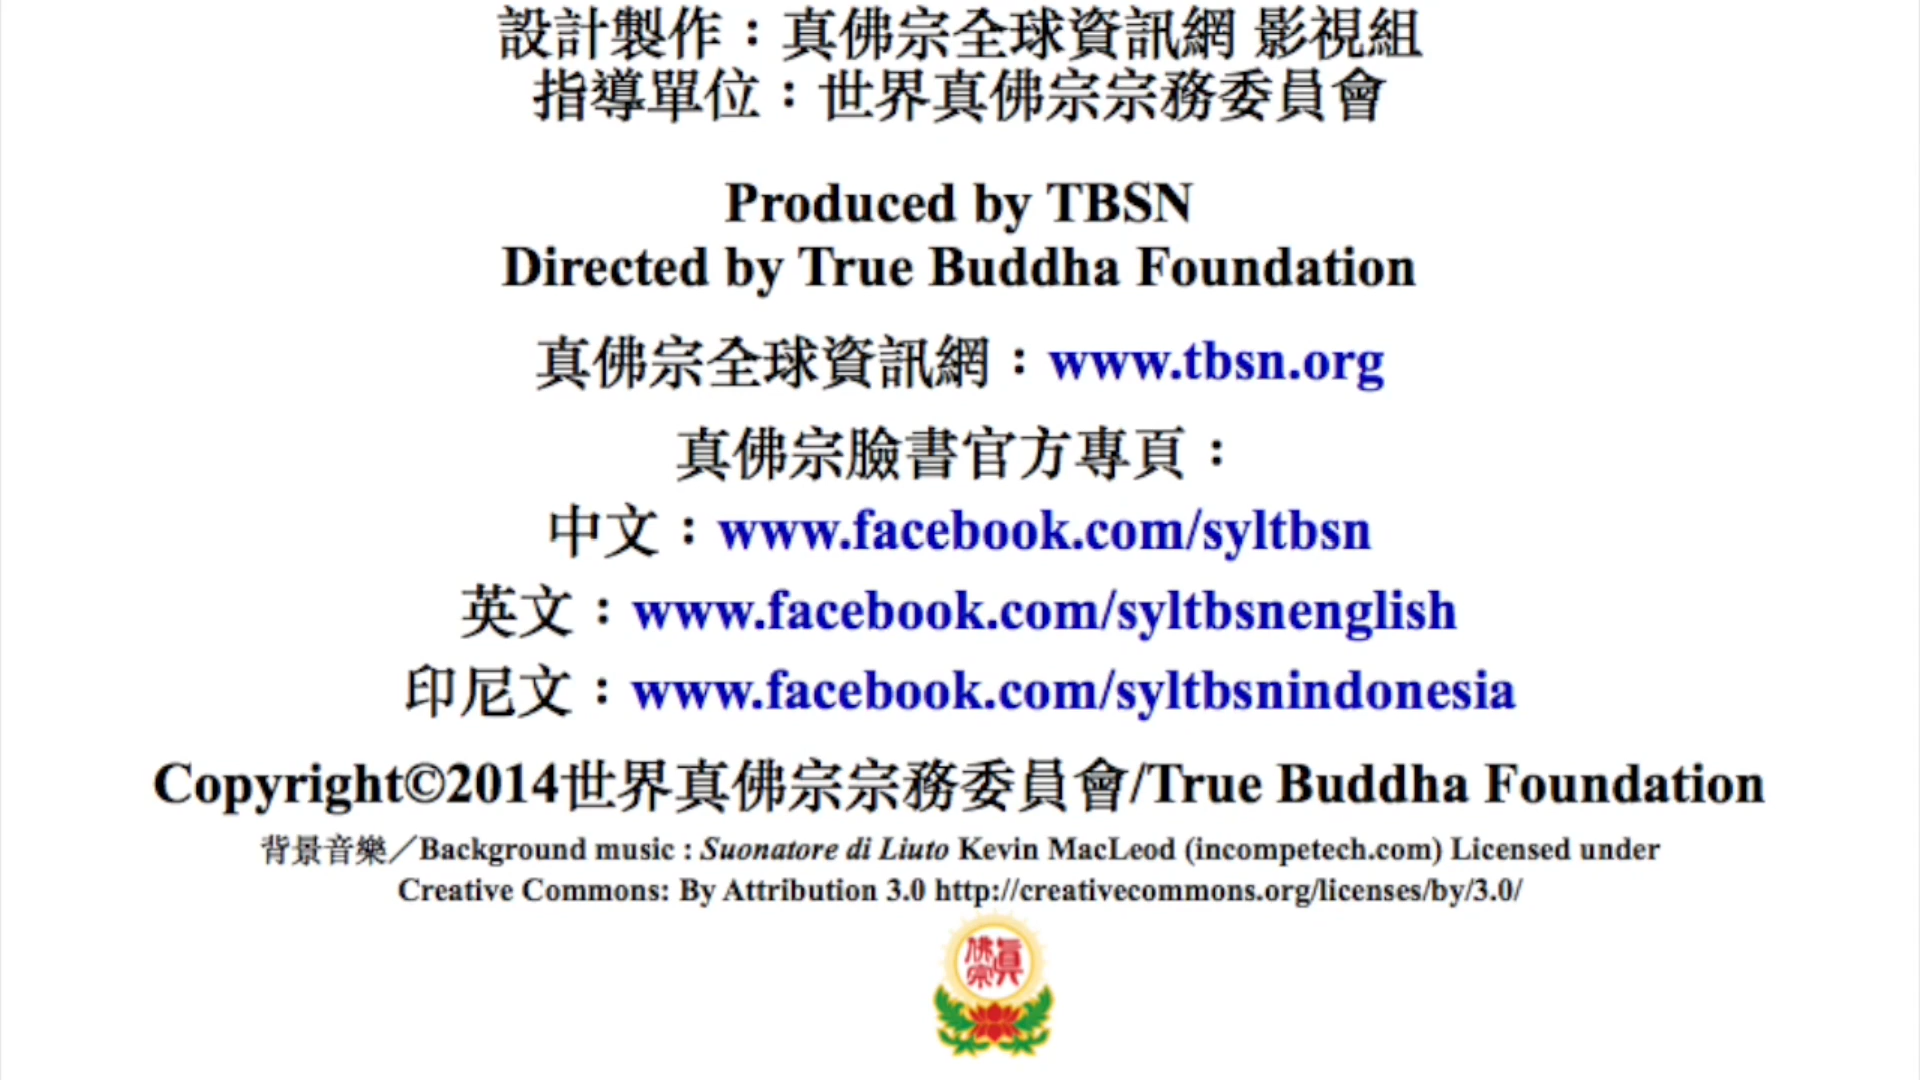 設計製作：真佛宗全球資訊網 影視組
指導單位：世界真佛宗宗務委員會
Produced by TBSN
Directed by True Buddha Foundation
真佛宗全球資訊網：www.tbsn.org
真佛宗臉書官方專頁：
中文：www.facebook.com/syltbsn
英文：www.facebook.com/syltbsnenglish
印尼文：www.facebook.com/syltbsnindonesia
Copyright©2014世界真佛宗宗務委員會/True Buddha Foundation
背景音樂／Background music : Suonatore di Liuto Kevin MacLeod (incompetech.com) Licensed under
Creative Commons: By Attribution 3.0 http://creativecommons.org/licenses/by/3.0/
真佛宗